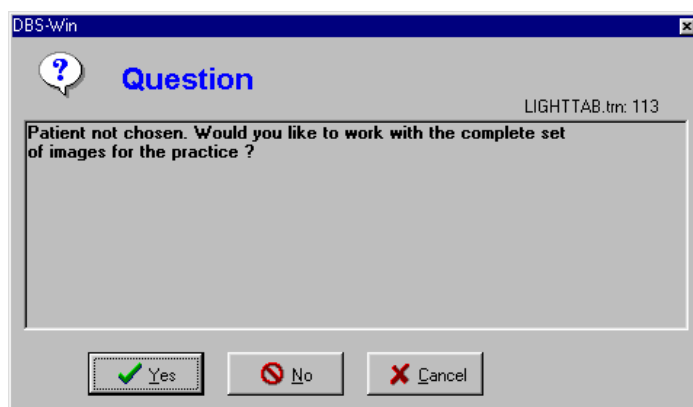 DBS-Win
Question
LIGHTTAB.trn: 113
Patient not chosen. Would you like to work with the complete set
of images for the practice ?
Yes
No
Cancel